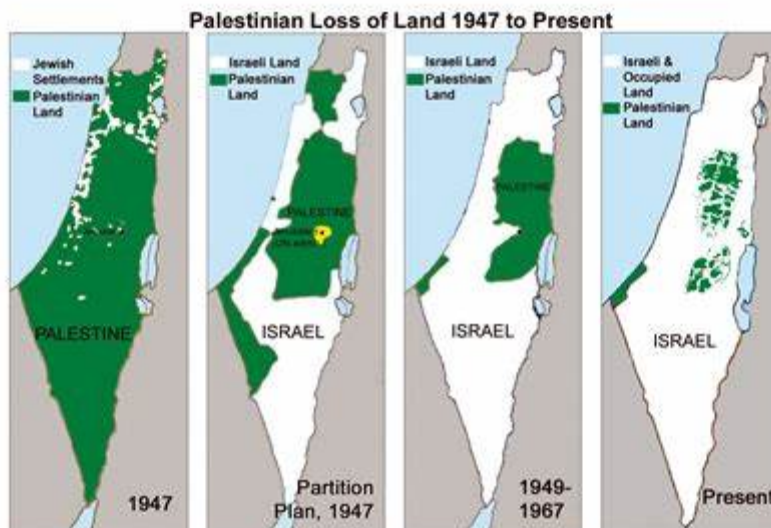 Palestinian Loss of Land 1947 to Present
Jewish
Settlements
Palestinian
Land
PALESTINE
1947
Israeli Land
Palestinian
Land
PALESTINE
ISRAEL
Partition
Plan, 1947
Israeli Land
Palestinian
Land
PALESTINE
ISRAEL
1949-
1967
Israeli &
Occupied
Land
Palestinian
Land
ISRAEL
Present